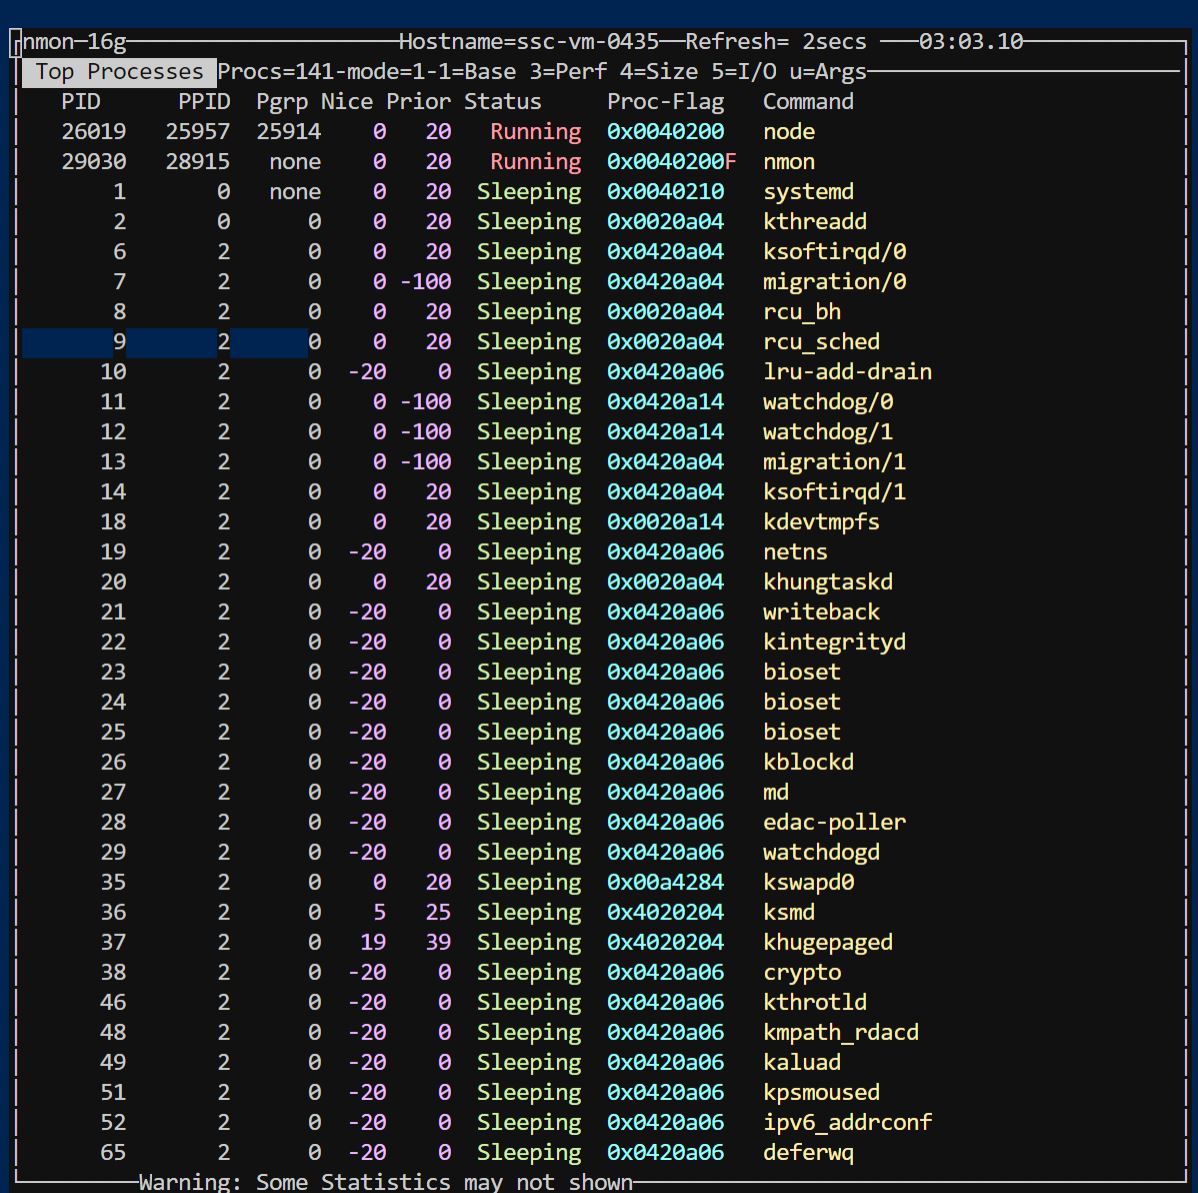 nmon─16g─Hostname=ssc-vm-0435─Refresh= 2secs ─03:03.10
Top Processes Procs=141-mode=1-1=Base 3=Perf 4=Size 5=I/O u=Args
PID PPID Pgrp Nice Prior Status Proc-Flag Command
26019 25957 25914 0 20 Running 0x0040200 node
29030 28915 none 0 20 Running 0x0040200F nmon
1 0 none 0 20 Sleeping 0x0040210 systemd
2 0 0 0 20 Sleeping 0x0020a04 kthreadd
6 2 0 0 20 Sleeping 0x0420a04 ksoftirqd/0
7 2 0 0 -100 Sleeping 0x0420a04 migration/0
8 2 0 0 20 Sleeping 0x0020a04 rcu_bh
9 2 0 0 20 Sleeping 0x0020a04 rcu_sched
10 2 0 -20 0 Sleeping 0x0420a06 lru-add-drain
11 2 0 0 -100 Sleeping 0x0420a14 watchdog/0
12 2 0 0 -100 Sleeping 0x0420a14 watchdog/1
13 2 0 0 -100 Sleeping 0x0420a04 migration/1
14 2 0 0 20 Sleeping 0x0420a04 ksoftirqd/1
18 2 0 0 20 Sleeping 0x0020a14 kdevtmpfs
19 2 0 -20 0 Sleeping 0x0420a06 netns
20 2 0 0 20 Sleeping 0x0020a04 khungtaskd
21 2 0 -20 0 Sleeping 0x0420a06 writeback
22 2 0 -20 0 Sleeping 0x0420a06 kintegrityd
23 2 0 -20 0 Sleeping 0x0420a06 bioset
24 2 0 -20 0 Sleeping 0x0420a06 bioset
25 2 0 -20 0 Sleeping 0x0420a06 bioset
26 2 0 -20 0 Sleeping 0x0420a06 kblockd
27 2 0 -20 0 Sleeping 0x0420a06 md
28 2 0 -20 0 Sleeping 0x0420a06 edac-poller
29 2 0 -20 0 Sleeping 0x0420a06 watchdogd
35 2 0 0 20 Sleeping 0x00a4284 kswapd0
36 2 0 5 25 Sleeping 0x4020204 ksmd
37 2 0 19 39 Sleeping 0x4020204 khugepaged
38 2 0 -20 0 Sleeping 0x0420a06 crypto
46 2 0 -20 0 Sleeping 0x0420a06 kthrotld
48 2 0 -20 0 Sleeping 0x0420a06 kmpath_rdacd
49 2 0 -20 0 Sleeping 0x0420a06 kaluad
51 2 0 -20 0 Sleeping 0x0420a06 kpsmoused
52 2 0 -20 0 Sleeping 0x0420a06 ipv6_addrconf
65 2 0 -20 0 Sleeping 0x0420a06 deferwq
Warning: Some Statistics may not shown